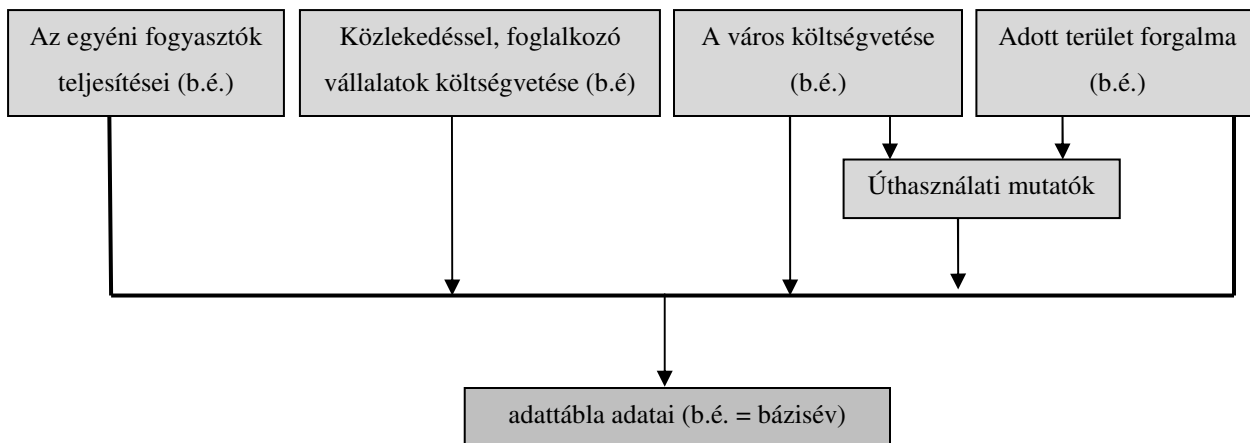 Az egyéni fogyasztók
teljesítései (b.é.)
Közlekedéssel, foglalkozó
vállalatok költségvetése (b.é)
A város költségvetése
(b.é.)
Adott terület forgalma
(b.é.)
Úthasználati mutatók
adattábla adatai (b.é. = bázisév)